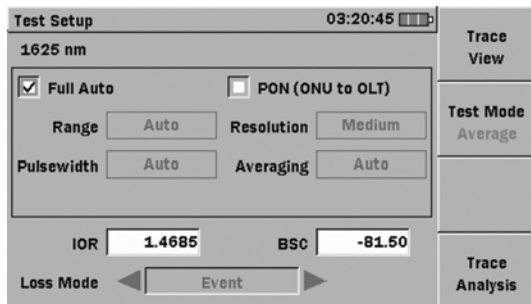 Test Setup 03:20:45
1625 nm
Full Auto PON (ONU to OLT)
Range Auto Resolution Medium
Pulsewidth Auto Averaging Auto
IOR 1.4685 BSC -81.50
Loss Mode Event
Trace
View
Test Mode
Average
Trace
Analysis